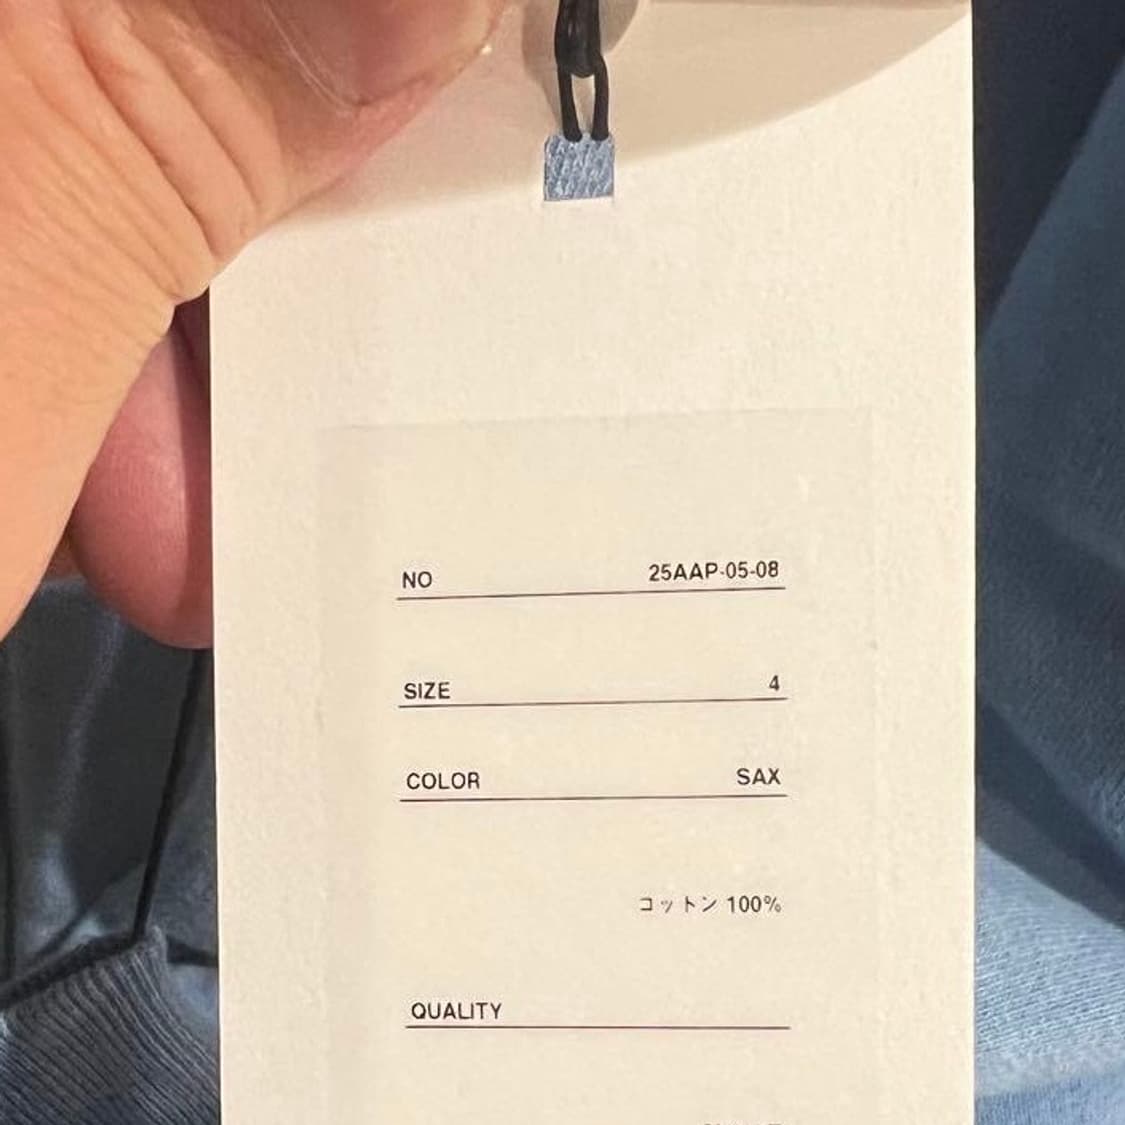 NO 25AAP-05-08
SIZE 4
COLOR SAX
コットン 100%
QUALITY